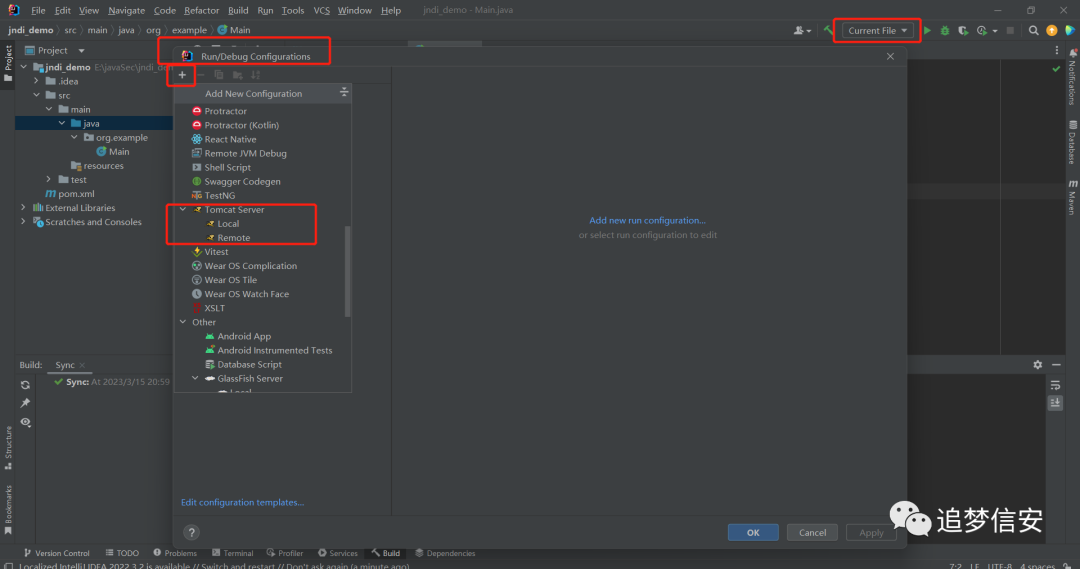 File Edit View Navigate Code Refactor Build Run Tools VCS Window Help jndi_demo - Main.java
jndi_demo src main java org example Main
Current File
Project
Project
Run/Debug Configurations
jndi_demo E:\javaSec\jndi_de
.idea
src
main
java
org.example
Main
resources
test
pom.xml
External Libraries
Scratches and Consoles
Add New Configuration
Protractor
Protractor (Kotlin)
React Native
Remote JVM Debug
Shell Script
Swagger Codegen
TestNG
Tomcat Server
Local
Remote
Vitest
Wear OS Complication
Wear OS Tile
Wear OS Watch Face
XSLT
Other
Android App
Android Instrumented Tests
Database Script
GlassFish Server
Local
Add new run configuration...
or select run configuration to edit
Notifications
Database
Maven
Build: Sync
Sync: At 2023/3/15 20:59
Structure
Bookmarks
Edit configuration templates...
OK Cancel Apply
追梦信安
Version Control TODO Problems Terminal Profiler Services Build Dependencies
Localized IntelliJ IDEA 2022.3.2 is available // Switch and restart // Don't ask again (a minute ago) 7:2 LF UTF-8 4 spaces